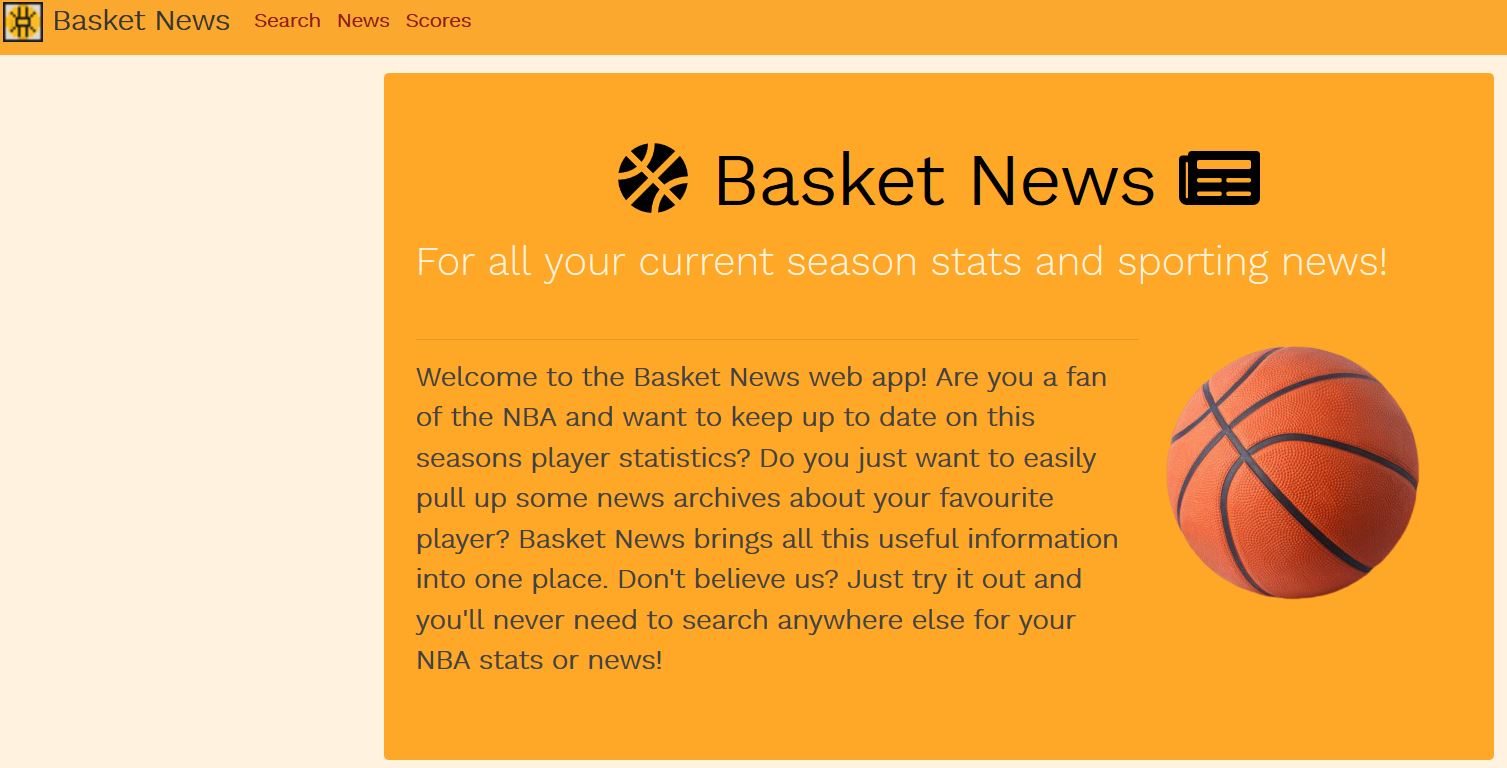 Basket News Search News Scores
Basket News
For all your current season stats and sporting news!
Welcome to the Basket News web app! Are you a fan
of the NBA and want to keep up to date on this
seasons player statistics? Do you just want to easily
pull up some news archives about your favourite
player? Basket News brings all this useful information
into one place. Don't believe us? Just try it out and
you'll never need to search anywhere else for your
NBA stats or news!